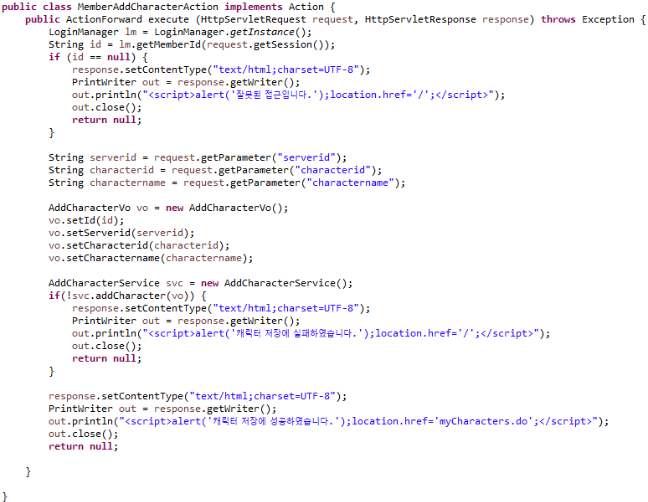 public class MemberAddCharacterAction implements Action {
public ActionForward execute (HttpServletRequest request, HttpServletResponse response) throws Exception {
LoginManager lm = LoginManager.getInstance();
String id = lm.getMemberId(request.getSession());
if (id == null) {
response.setContentType("text/html;charset=UTF-8");
PrintWriter out = response.getWriter();
out.println("<script>alert('잘못된 접근입니다.');location.href='/';</script>");
out.close();
return null;
}
String serverid = request.getParameter("serverid");
String characterid = request.getParameter("characterid");
String charactername = request.getParameter("charactername");
AddCharacterVo vo = new AddCharacterVo();
vo.setId(id);
vo.setServerid(serverid);
vo.setCharacterid(characterid);
vo.setCharactername(charactername);
AddCharacterService svc = new AddCharacterService();
if(!svc.addCharacter(vo)) {
response.setContentType("text/html;charset=UTF-8");
PrintWriter out = response.getWriter();
out.println("<script>alert('캐릭터 저장에 실패하였습니다.');location.href='/';</script>");
out.close();
return null;
}
response.setContentType("text/html;charset=UTF-8");
PrintWriter out = response.getWriter();
out.println("<script>alert('캐릭터 저장에 성공하였습니다.');location.href='myCharacters.do';</script>");
out.close();
return null;
}
}